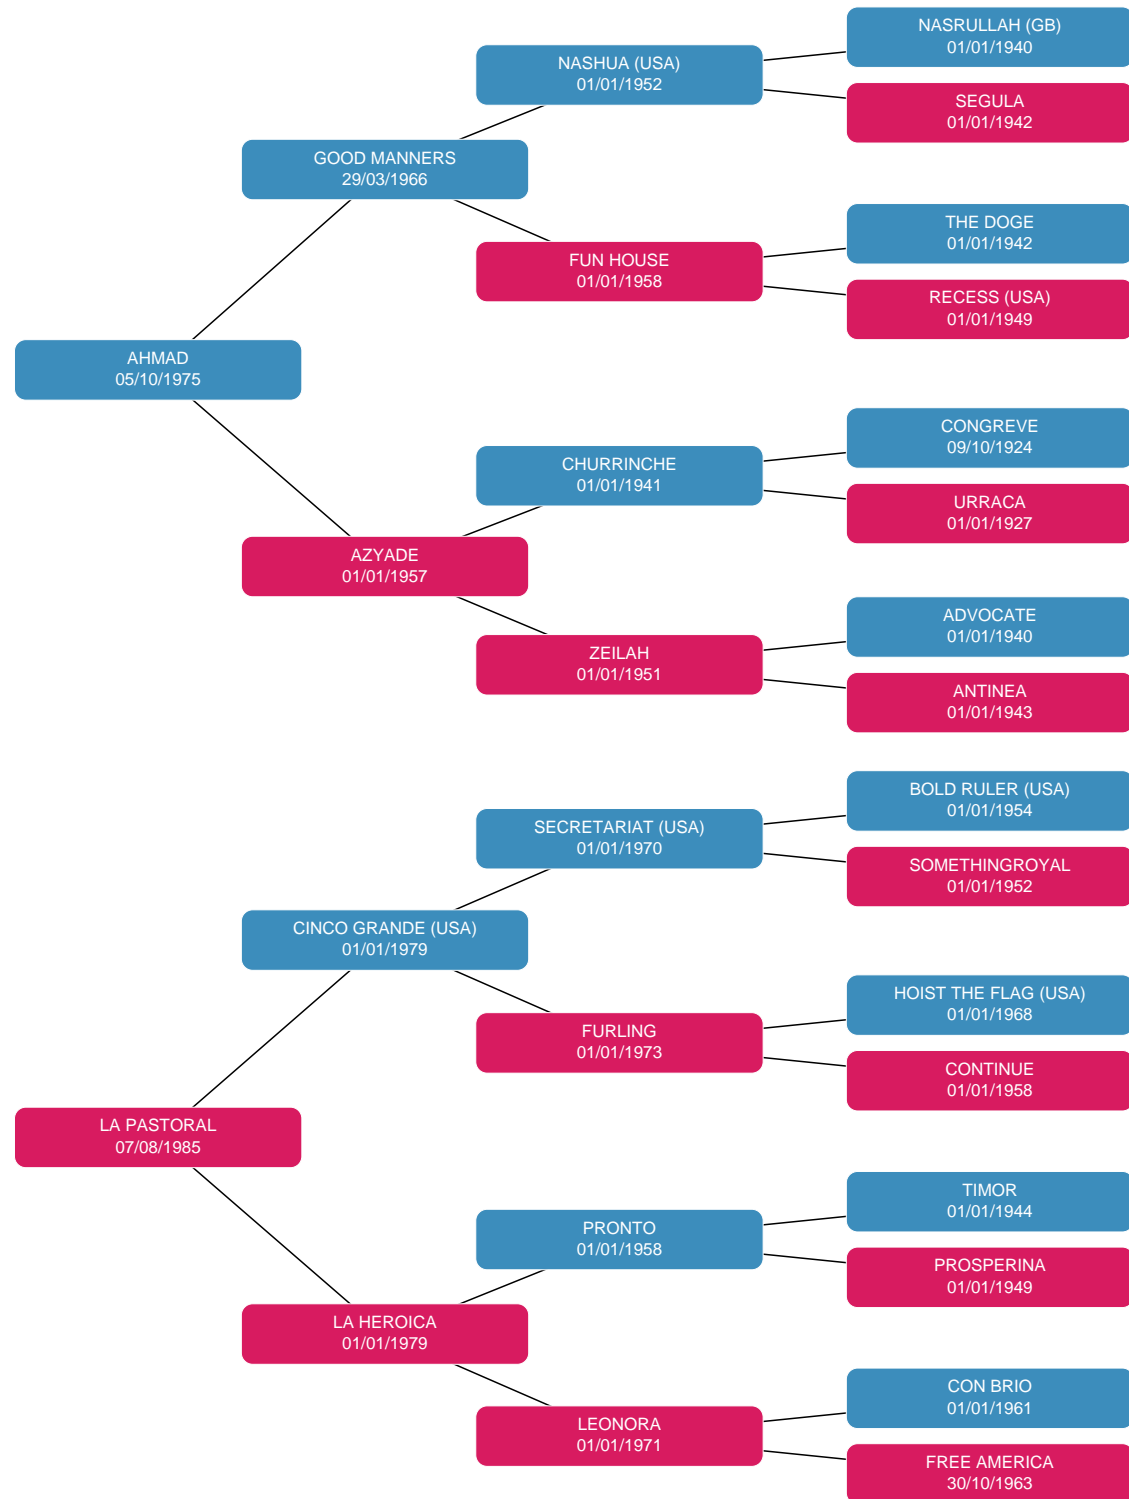 NASRULLAH (GB)
01/01/1940
NASHUA (USA)
01/01/1952
SEGULA
01/01/1942
GOOD MANNERS
29/03/1966
THE DOGE
01/01/1942
FUN HOUSE
01/01/1958
RECESS (USA)
01/01/1949
AHMAD
05/10/1975
CONGREVE
09/10/1924
CHURRINCHE
01/01/1941
URRACA
01/01/1927
AZYADE
01/01/1957
ADVOCATE
01/01/1940
ZEILAH
01/01/1951
ANTINEA
01/01/1943
BOLD RULER (USA)
01/01/1954
SECRETARIAT (USA)
01/01/1970
SOMETHINGROYAL
01/01/1952
CINCO GRANDE (USA)
01/01/1979
HOIST THE FLAG (USA)
01/01/1968
FURLING
01/01/1973
CONTINUE
01/01/1958
LA PASTORAL
07/08/1985
TIMOR
01/01/1944
PRONTO
01/01/1958
PROSPERINA
01/01/1949
LA HEROICA
01/01/1979
CON BRIO
01/01/1961
LEONORA
01/01/1971
FREE AMERICA
30/10/1963